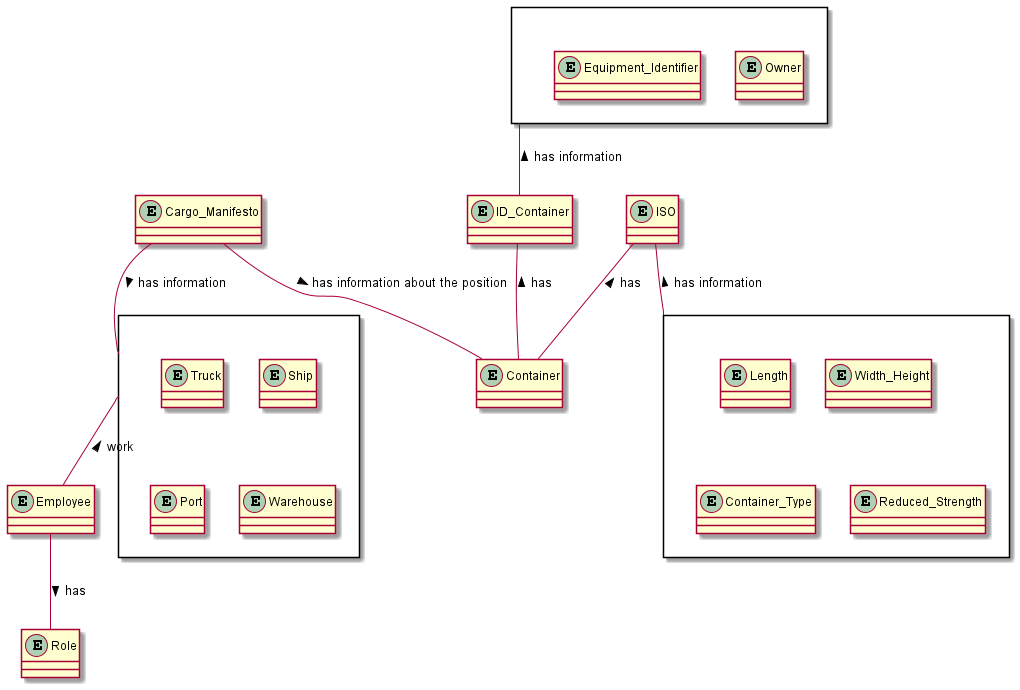 E Equipment_Identifier
E Owner
has information
E Cargo_Manifesto
E ID_Container
E ISO
has information
has information about the position
has
has
has information
E Truck
E Ship
E Container
E Length
E Width_Height
work
E Employee
E Port
E Warehouse
E Container_Type
E Reduced_Strength
has
E Role